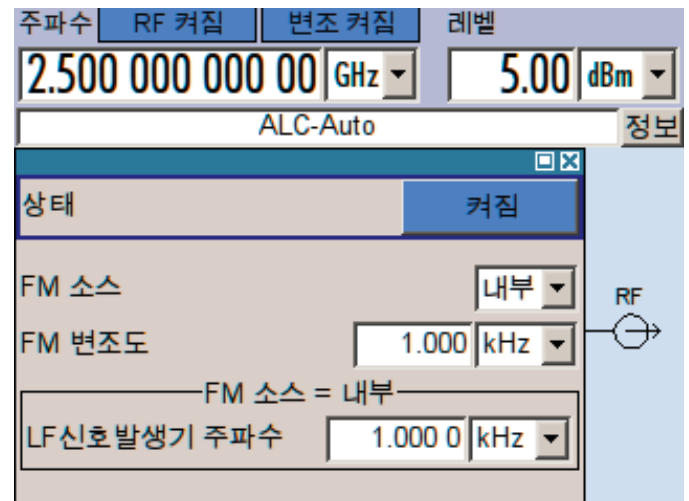 주파수 RF 켜짐 변조 켜짐 레벨
2.500 000 000 00 GHz 5.00 dBm
ALC-Auto 정보
상태 켜짐
FM 소스 내부
RF
FM 변조도 1.000 kHz
FM 소스 = 내부
LF신호발생기 주파수 1.000 0 kHz